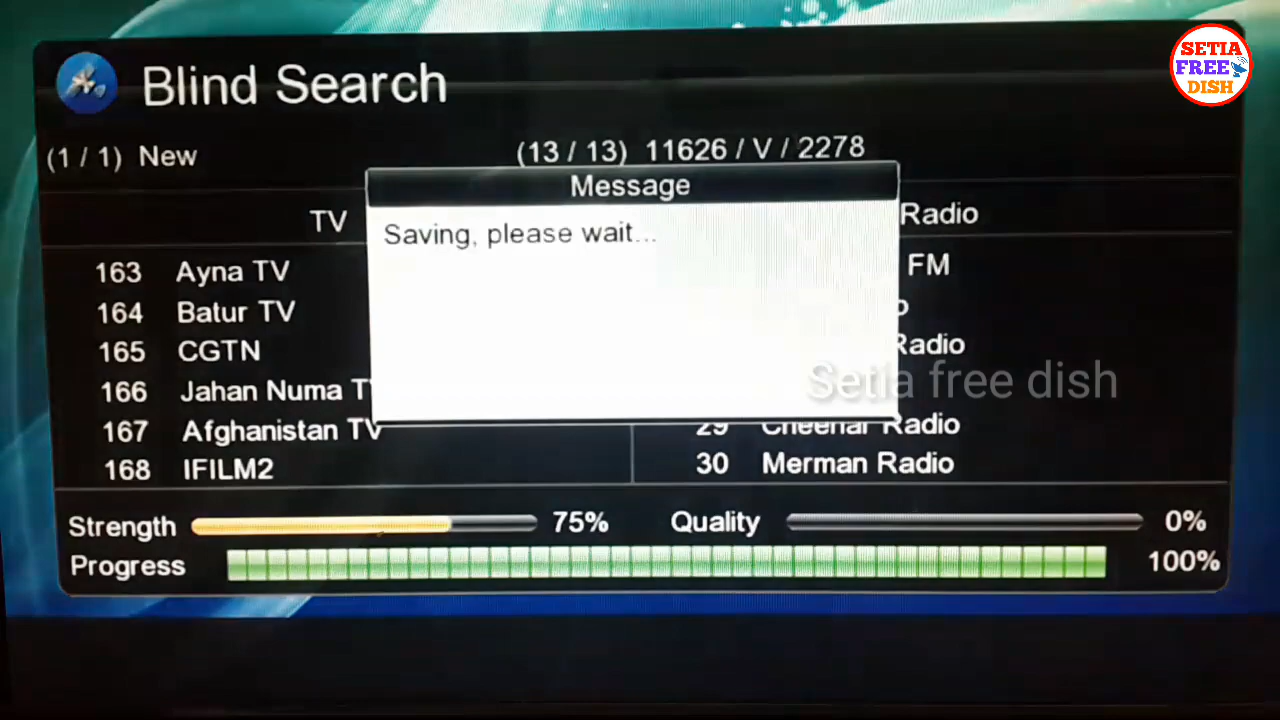 SETIA
FREE
DISH
Blind Search
(1 / 1) New
(13 / 13) 11626 / V / 2278
Message
Saving, please wait...
TV
Radio
163 Ayna TV
FM
164 Batur TV
165 CGTN
Radio
166 Jahan Numa
Setia free dish
167 Afghanistan TV
29 Cheenar Radio
168 IFILM2
30 Merman Radio
Strength 75%
Quality 0%
Progress 100%